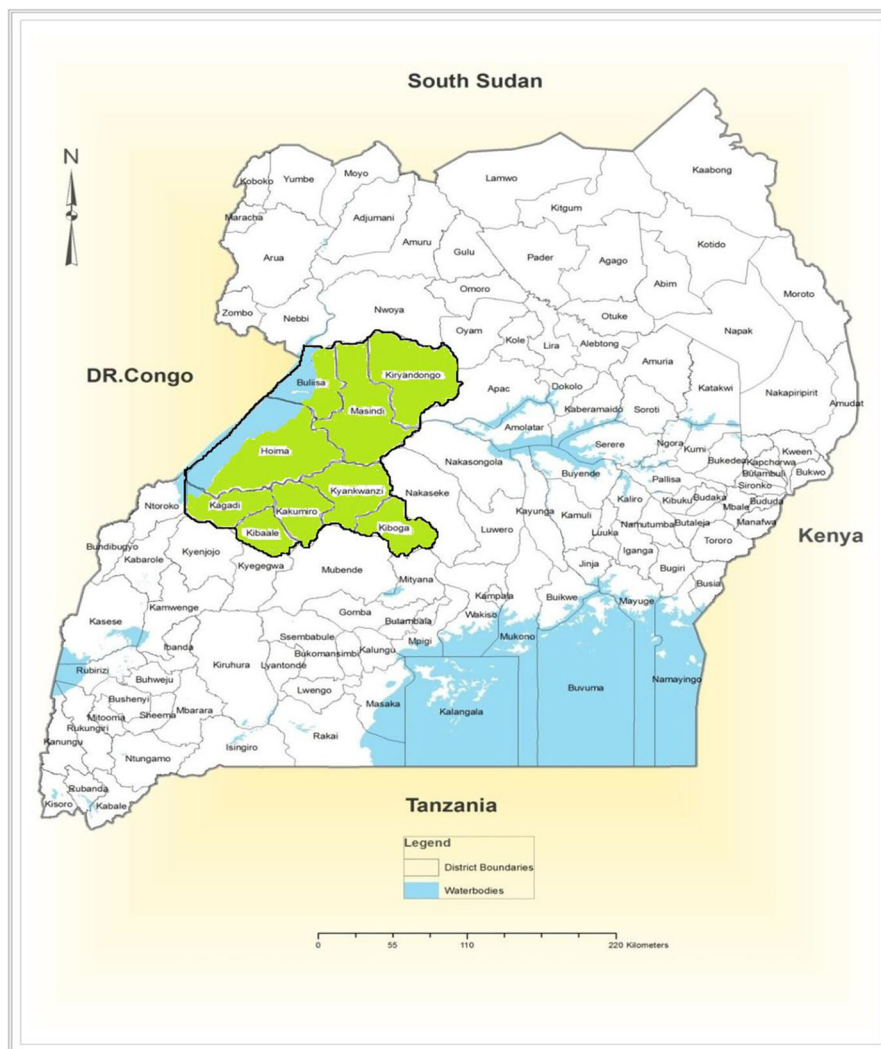 South Sudan
N
Kaabong
Koboko
Yumbe
Moyo
Lamwo
Kitgum
Maracha
Adjumani
Amuru
Gulu
Pader
Agago
Kotido
Arua
Abim
Moroto
Omoro
Zombo
Nebbi
Nwoya
Otuke
Napak
Oyam
Kole
Lira
Alebtong
Amuria
DR.Congo
Buliisa
Kiryandongo
Apac
Dokolo
Katakwi
Nakapiripirit
Amudat
Masindi
Kaberamaido
Soroti
Amolatar
Hoima
Serere
Ngora
Kumi
Bukedea
Kween
Kapchorwa
Bukwo
Nakasongola
Buyende
Bulambuli
Pallisa
Sironko
Ntoroko
Kagadi
Kyankwanzi
Nakaseke
Kakumiro
Kaliro
Kibuku
Budaka
Bududa
Mbale
Kayunga
Kamuli
Kibaale
Kiboga
Luwero
Namutumba
Butaleja
Manafwa
Luuka
Tororo
Kenya
Bundibugyo
Kabarole
Kyenjojo
Iganga
Kyegegwa
Mubende
Mityana
Jinja
Bugiri
Busia
Kampala
Buikwe
Mayuge
Kasese
Kamwenge
Gomba
Butambala
Wakiso
Mukono
Ibanda
Ssembabule
Mpigi
Bukomansimbi
Kalungu
Rubirizi
Kiruhura
Lyantonde
Buhweju
Namayingo
Bushenyi
Lwengo
Masaka
Kalangala
Buvuma
Mitooma
Sheema
Mbarara
Rukungiri
Rakai
Kanungu
Isingiro
Ntungamo
Rubanda
Kisoro
Kabale
Tanzania
Legend
District Boundaries
Waterbodies
0 55 110 220 Kilometers